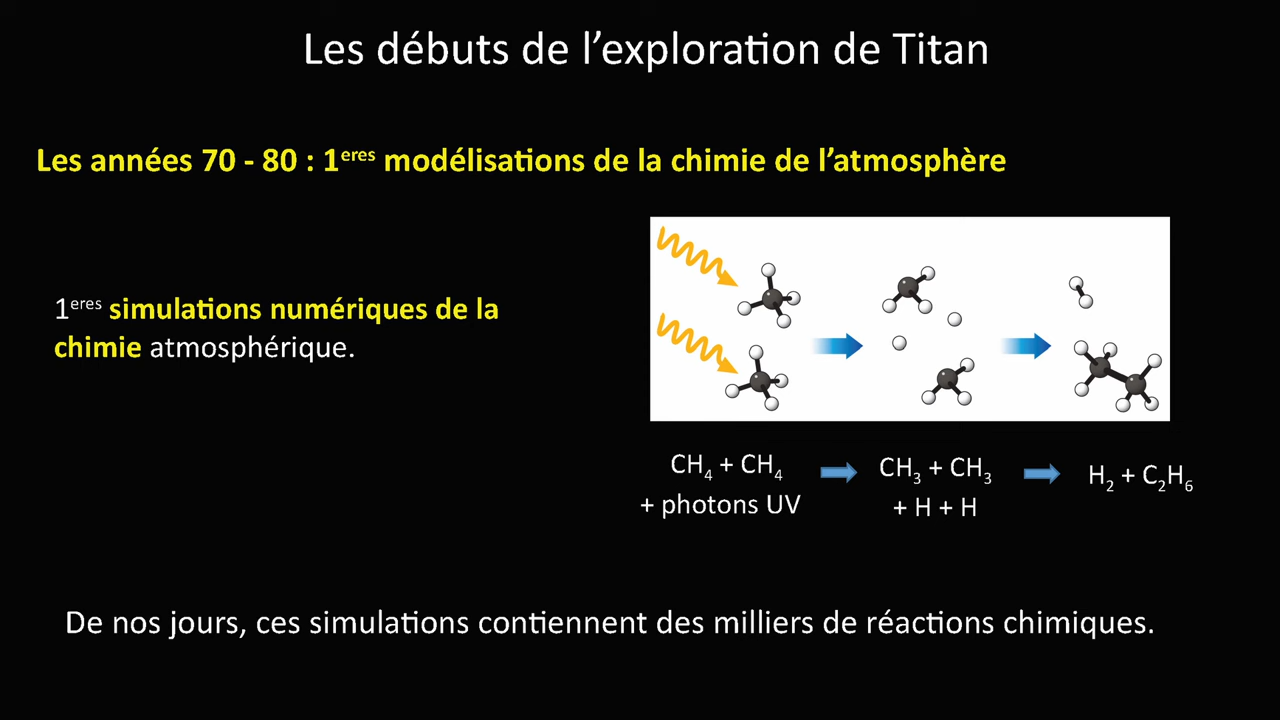 Les débuts de l’exploration de Titan
Les années 70 - 80 : 1eres modélisations de la chimie de l’atmosphère
1eres simulations numériques de la
chimie atmosphérique.
CH4 + CH4
+ photons UV
CH3 + CH3
+ H + H
H2 + C2H6
De nos jours, ces simulations contiennent des milliers de réactions chimiques.